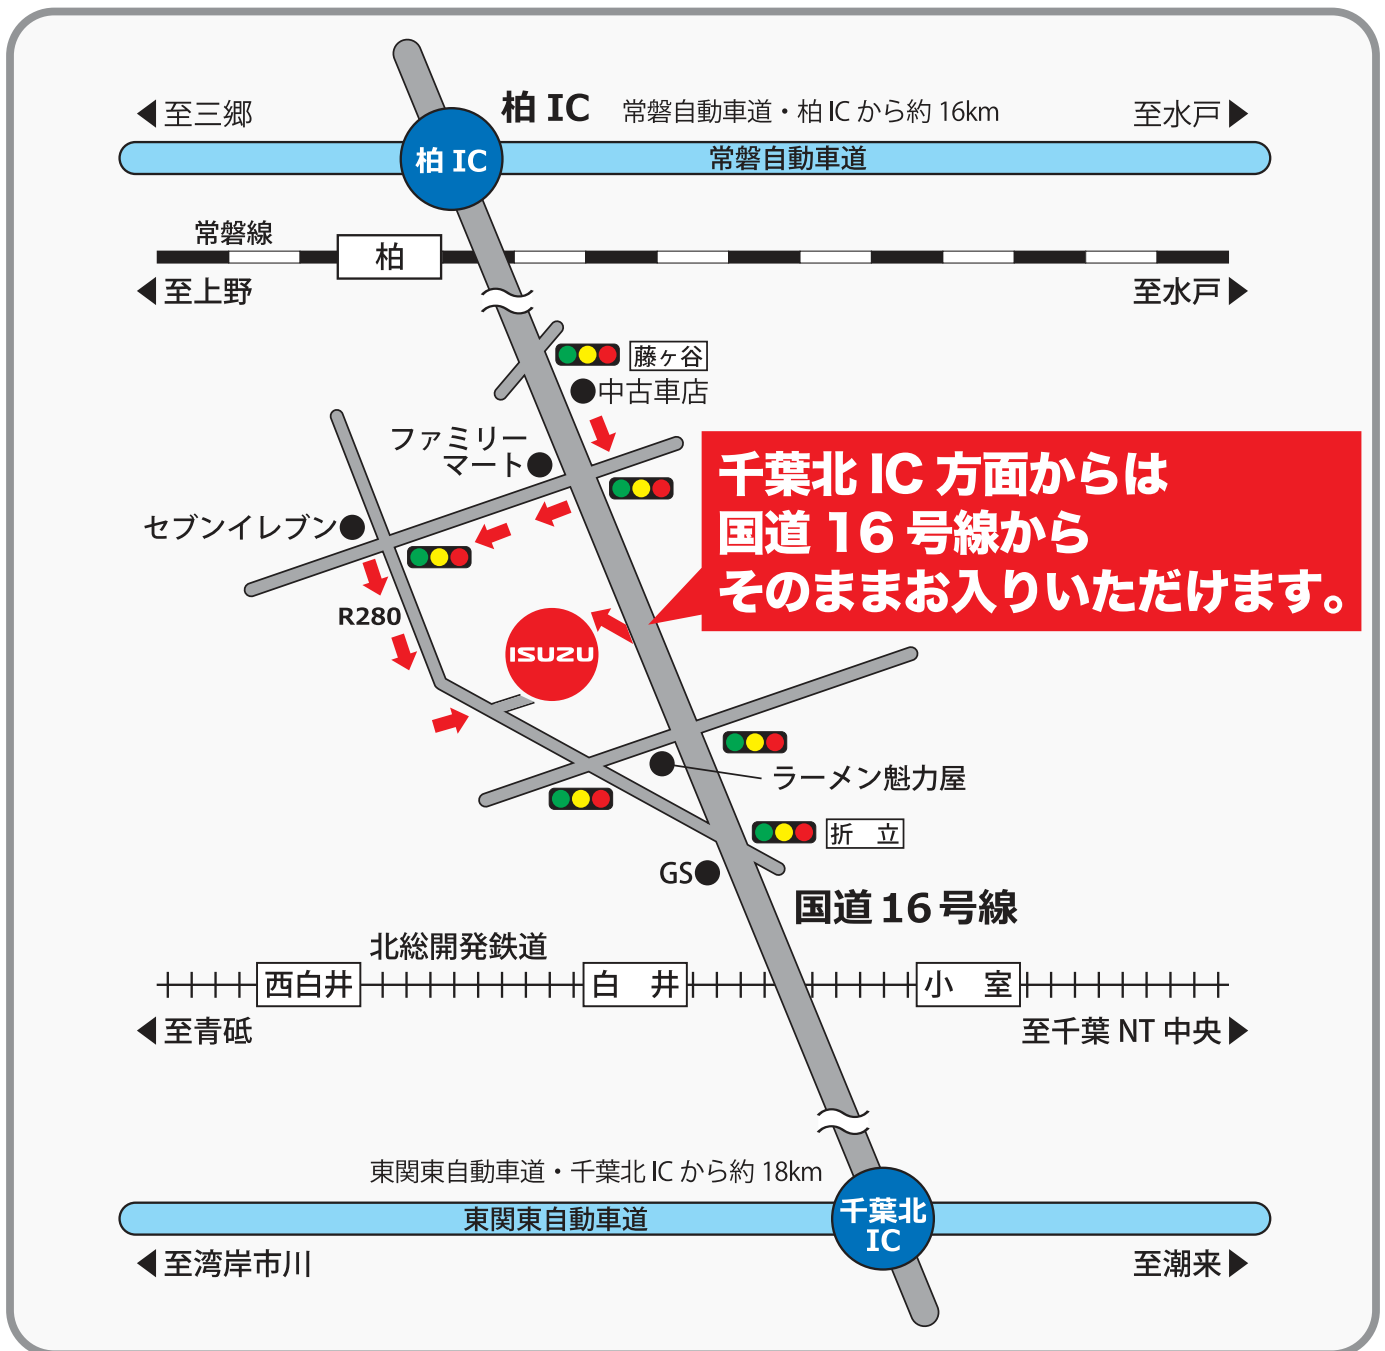 柏 IC
常磐自動車道・柏 IC から約 16km
至三郷
至水戸
柏 IC
常磐自動車道
常磐線
柏
至上野
至水戸
藤ヶ谷
中古車店
ファミリー
マート
セブンイレブン
千葉北 IC 方面からは
国道 16 号線から
そのままお入りいただけます。
R280
ISUZU
ラーメン魁力屋
折　立
GS
国道 16 号線
北総開発鉄道
西白井
白　井
小　室
至青砥
至千葉 NT 中央
東関東自動車道・千葉北 IC から約 18km
東関東自動車道
千葉北
IC
至湾岸市川
至潮来